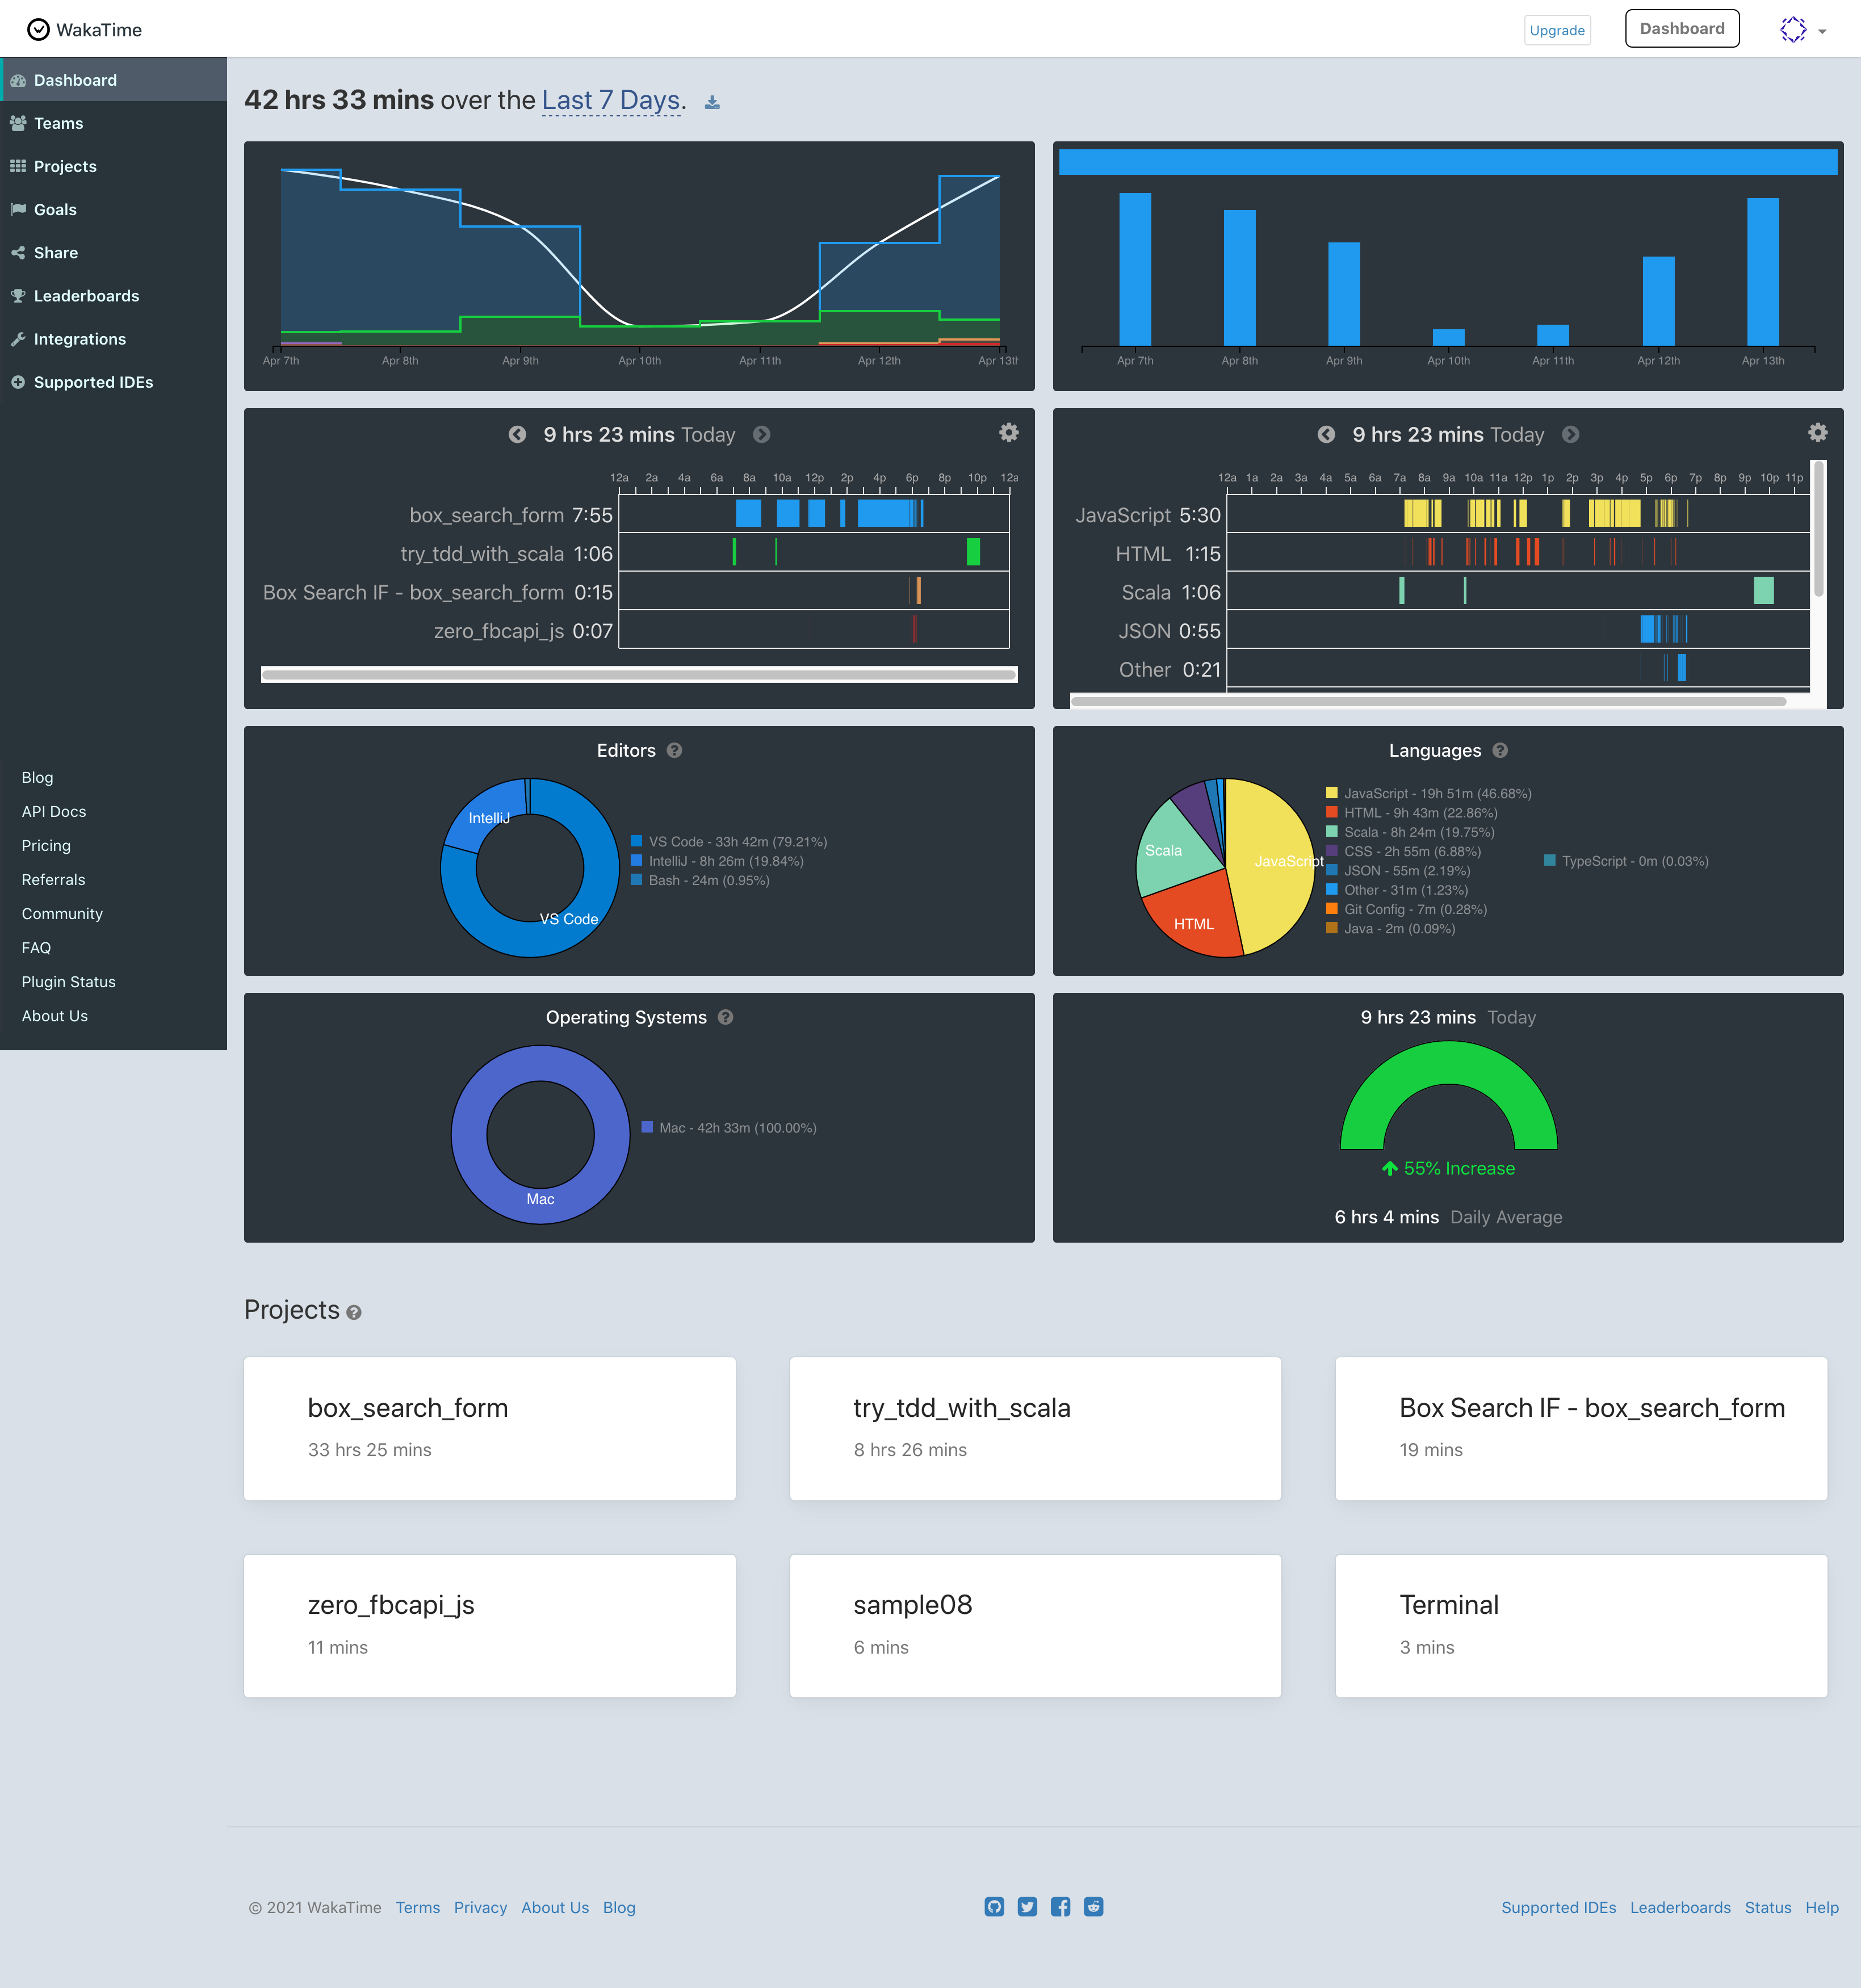 WakaTime
Upgrade
Dashboard
Dashboard
Teams
Projects
Goals
Share
Leaderboards
Integrations
Supported IDEs
Blog
API Docs
Pricing
Referrals
Community
FAQ
Plugin Status
About Us
42 hrs 33 mins over the Last 7 Days.
Apr 7th Apr 8th Apr 9th Apr 10th Apr 11th Apr 12th Apr 13th
Apr 7th Apr 8th Apr 9th Apr 10th Apr 11th Apr 12th Apr 13th
9 hrs 23 mins Today
12a 2a 4a 6a 8a 10a 12p 2p 4p 6p 8p 10p 12a
box_search_form 7:55
try_tdd_with_scala 1:06
Box Search IF - box_search_form 0:15
zero_fbcapi_js 0:07
9 hrs 23 mins Today
12a 1a 2a 3a 4a 5a 6a 7a 8a 9a 10a 11a 12p 1p 2p 3p 4p 5p 6p 7p 8p 9p 10p 11p
JavaScript 5:30
HTML 1:15
Scala 1:06
JSON 0:55
Other 0:21
Editors ?
IntelliJ
VS Code
VS Code - 33h 42m (79.21%)
IntelliJ - 8h 26m (19.84%)
Bash - 24m (0.95%)
Languages ?
Scala
JavaScript
HTML
JavaScript - 19h 51m (46.68%)
HTML - 9h 43m (22.86%)
Scala - 8h 24m (19.75%)
CSS - 2h 55m (6.88%)
JSON - 55m (2.19%)
Other - 31m (1.23%)
Git Config - 7m (0.28%)
Java - 2m (0.09%)
TypeScript - 0m (0.03%)
Operating Systems ?
Mac
Mac - 42h 33m (100.00%)
9 hrs 23 mins Today
55% Increase
6 hrs 4 mins Daily Average
Projects ?
box_search_form
33 hrs 25 mins
try_tdd_with_scala
8 hrs 26 mins
Box Search IF - box_search_form
19 mins
zero_fbcapi_js
11 mins
sample08
6 mins
Terminal
3 mins
© 2021 WakaTime Terms Privacy About Us Blog
Supported IDEs Leaderboards Status Help